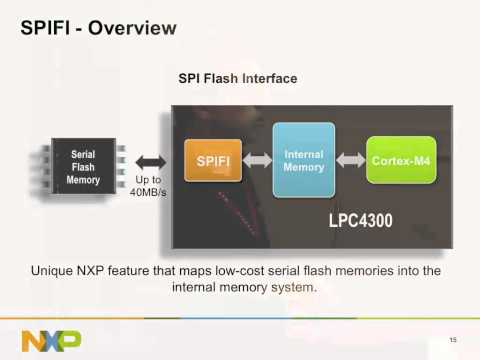 SPIFI - Overview
SPI Flash Interface
Serial
Flash
Memory
Up to
40MB/s
SPIFI
Internal
Memory
Cortex-M4
LPC4300
Unique NXP feature that maps low-cost serial flash memories into the
internal memory system.
NXP
15